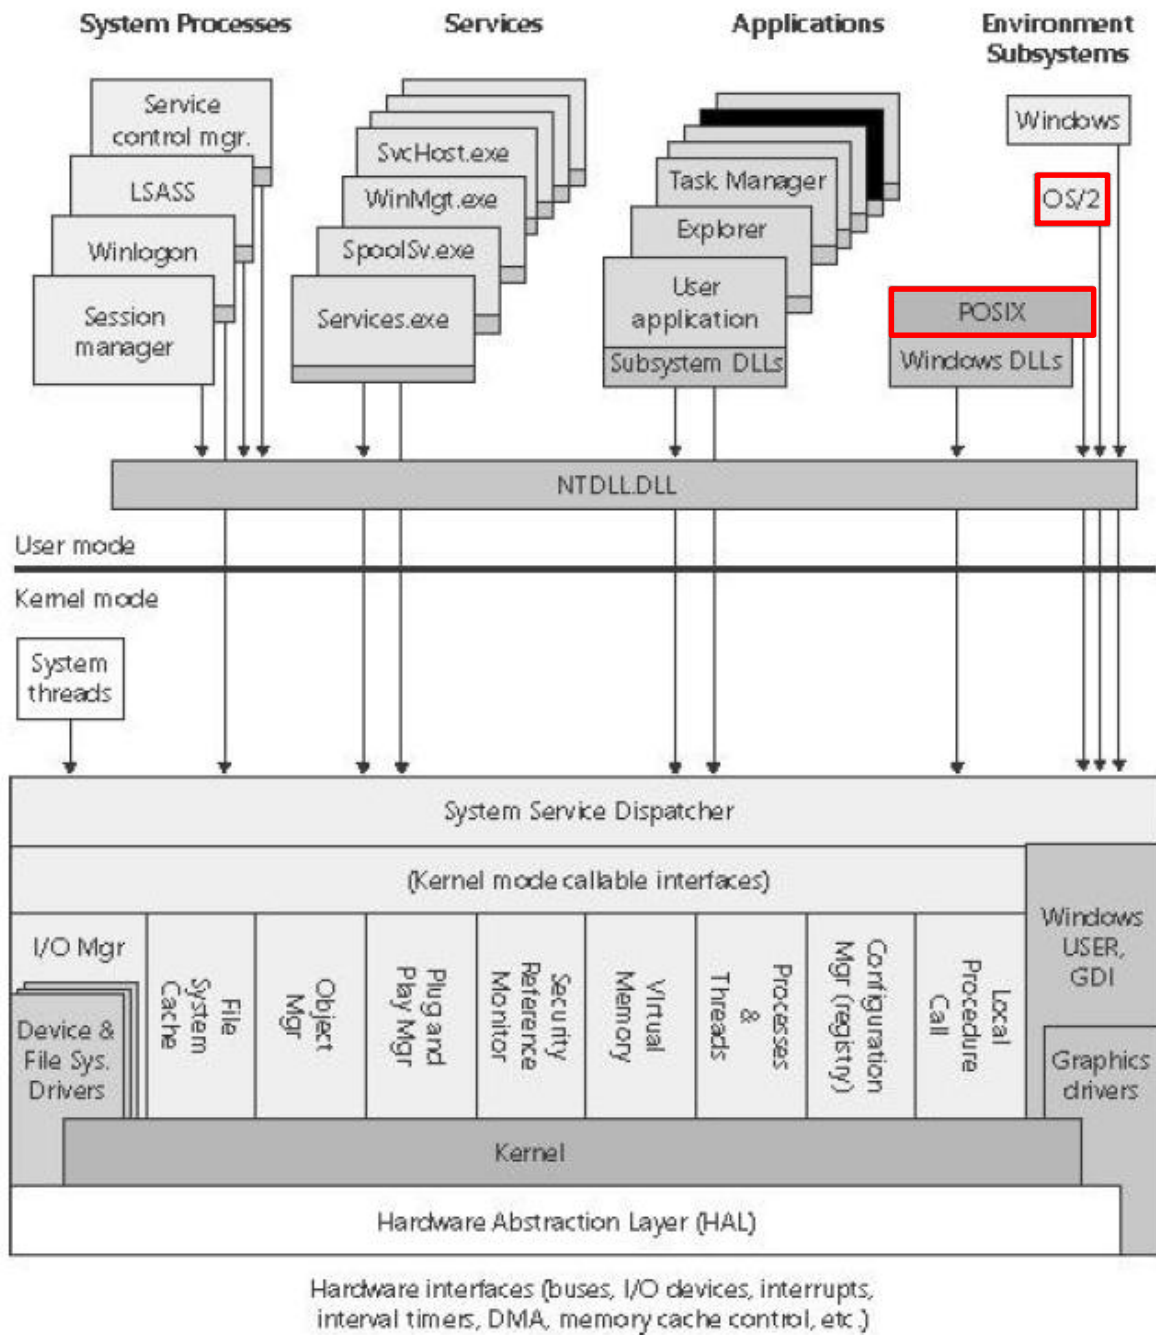 System Processes
Services
Applications
Environment
Subsystems
Service
control mgr.
LSASS
Winlogon
Session
manager
SvcHost.exe
WinMgt.exe
SpoolSv.exe
Services.exe
Task Manager
Explorer
User
application
Subsystem DLLs
Windows
OS/2
POSIX
Windows DLLs
NTDLL.DLL
User mode
Kernel mode
System
threads
System Service Dispatcher
(Kernel mode callable interfaces)
I/O Mgr
Device &
File Sys.
Drivers
File
System
Cache
Object
Mgr
Plug and
Play Mgr
Security
Reference
Monitor
VIrtual
Memory
Processes
&
Threads
Configuration
Mgr (registry)
Local
Procedure
Call
Windows
USER,
GDI
Graphics
drivers
Kernel
Hardware Abstraction Layer (HAL)
Hardware interfaces (buses, I/O devices, interrupts,
interval timers, DMA, memory cache control, etc.)